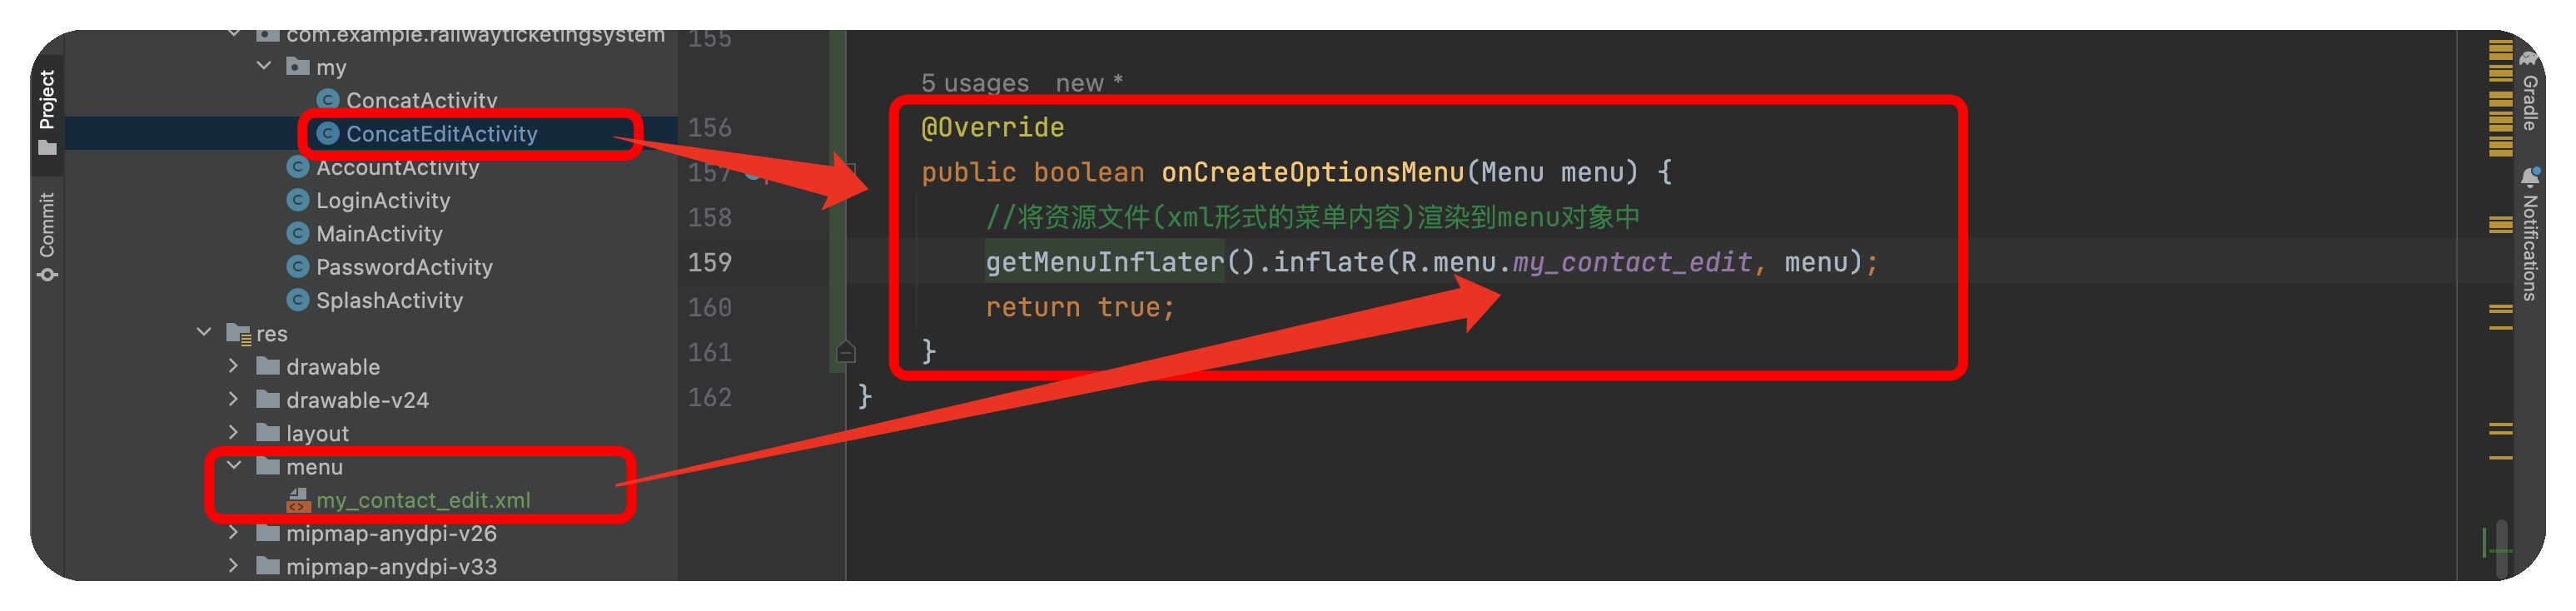 Project
Commit
com.example.railwayticketingsystem
my
ConcatActivity
ConcatEditActivity
AccountActivity
LoginActivity
MainActivity
PasswordActivity
SplashActivity
res
drawable
drawable-v24
layout
menu
my_contact_edit.xml
mipmap-anydpi-v26
mipmap-anydpi-v33
155
5 usages new *
156 @Override
157 public boolean onCreateOptionsMenu(Menu menu) {
158 //将资源文件(xml形式的菜单内容)渲染到menu对象中
159 getMenuInflater().inflate(R.menu.my_contact_edit, menu);
160 return true;
161 }
162 }
Gradle
Notifications